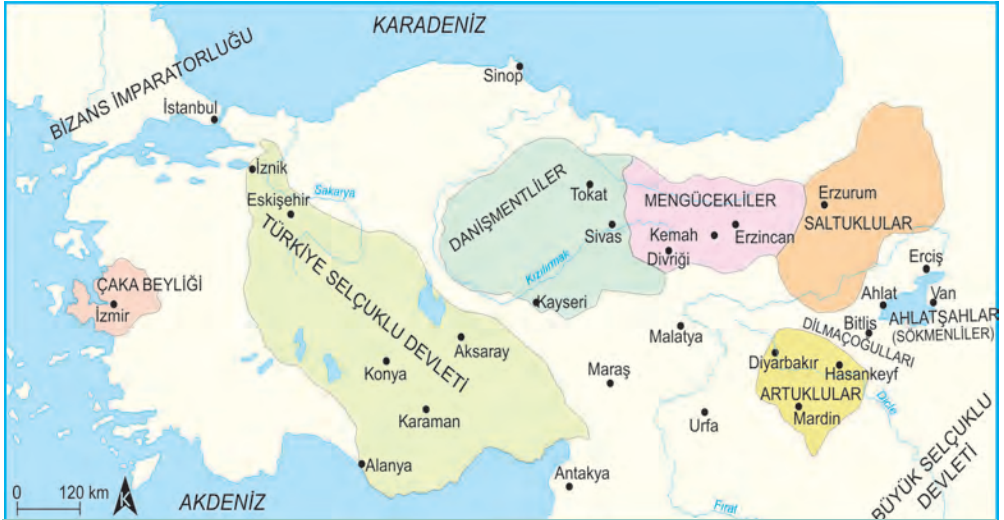 KARADENİZ
BİZANS İMPARATORLUĞU
Sinop
İstanbul
İznik
Sakarya
Eskişehir
TÜRKİYE SELÇUKLU DEVLETİ
DANİŞMENTLİLER
Tokat
Sivas
Kızılırmak
Kayseri
MENGÜCEKLİLER
Kemah
Erzincan
Divriği
Erzurum
SALTUKLULAR
Erciş
Ahlat
Van
AHLATŞAHLAR
(SÖKMENLİLER)
Bitlis
DİLMAÇOĞULLARI
ÇAKA BEYLİĞİ
İzmir
Aksaray
Konya
Karaman
Alanya
Malatya
Maraş
Urfa
Antakya
Diyarbakır
Hasankeyf
ARTUKLULAR
Mardin
Dicle
Fırat
BÜYÜK SELÇUKLU
DEVLETİ
AKDENİZ
0 120 km
K